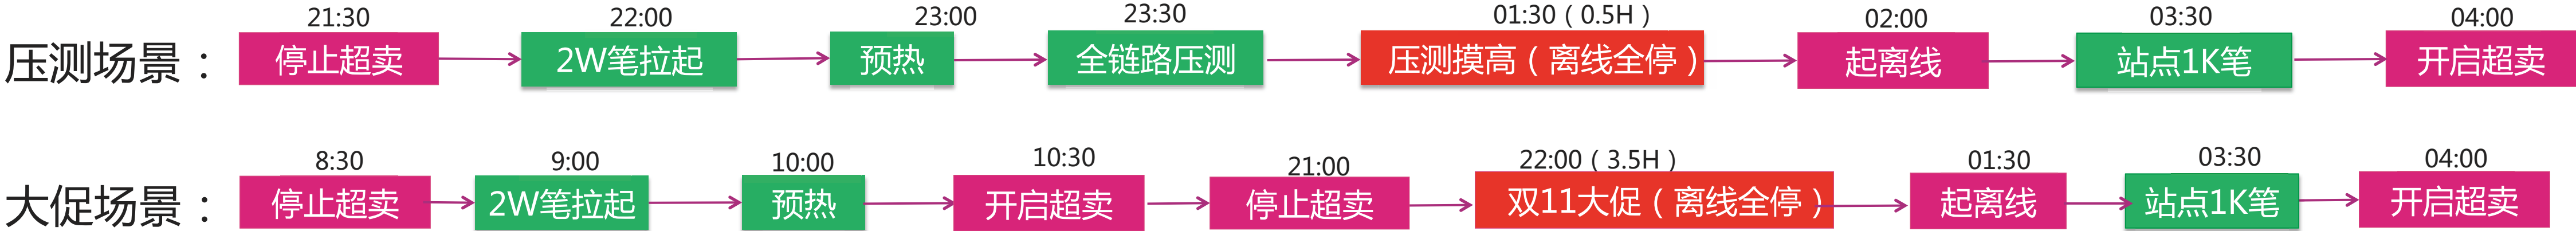 21:30 22:00 23:00 23:30 01:30（0.5H） 02:00 03:30 04:00
压测场景： 停止超卖 2W笔拉起 预热 全链路压测 压测摸高（离线全停） 起离线 站点1K笔 开启超卖
8:30 9:00 10:00 10:30 21:00 22:00（3.5H） 01:30 03:30 04:00
大促场景： 停止超卖 2W笔拉起 预热 开启超卖 停止超卖 双11大促（离线全停） 起离线 站点1K笔 开启超卖